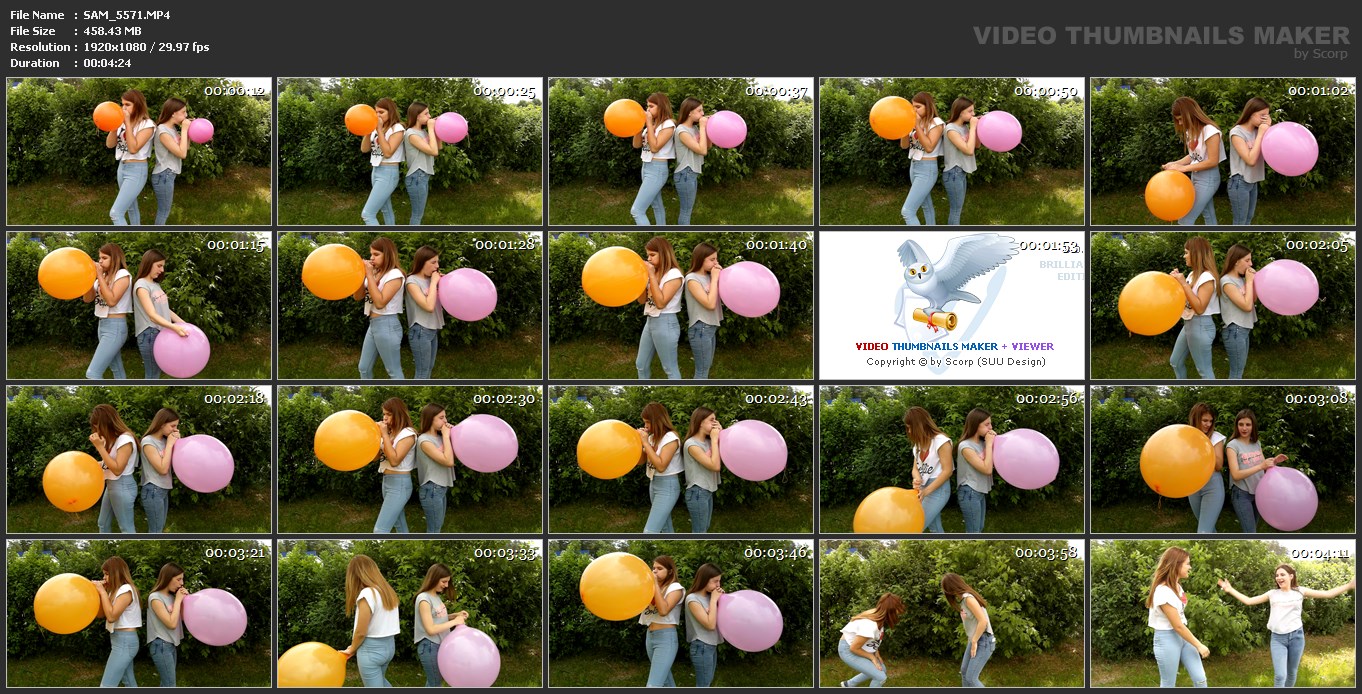 File Name : SAM_5571.MP4
File Size : 458.43 MB
Resolution : 1920x1080 / 29.97 fps
Duration : 00:04:24
VIDEO THUMBNAILS MAKER
by Scorp
00:00:12
00:00:25
00:00:37
00:00:50
00:01:02
00:01:15
00:01:28
00:01:40
00:01:53
BRILLIA
EDIT
VIDEO THUMBNAILS MAKER + VIEWER
Copyright © by Scorp (SUU Design)
00:02:05
00:02:18
00:02:30
00:02:43
00:02:56
00:03:08
00:03:21
00:03:33
00:03:46
00:03:58
00:04:11